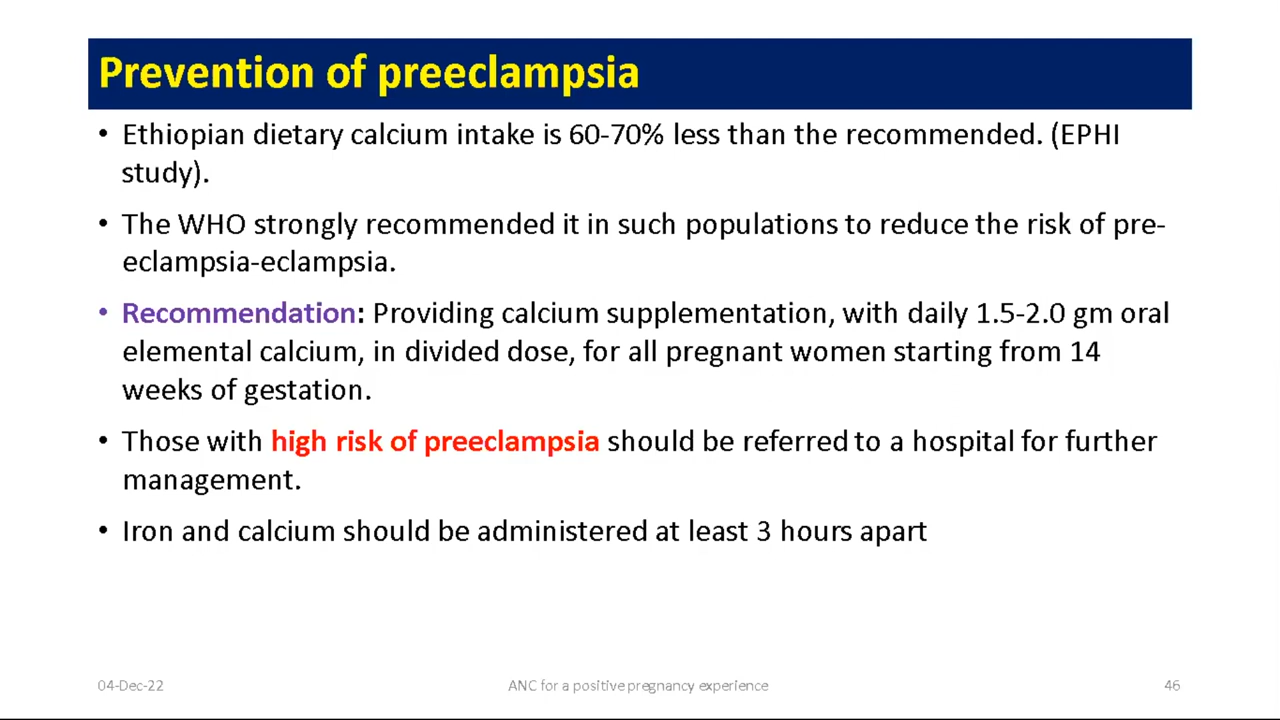 Prevention of preeclampsia
• Ethiopian dietary calcium intake is 60-70% less than the recommended. (EPHI
study).
• The WHO strongly recommended it in such populations to reduce the risk of pre-
eclampsia-eclampsia.
• Recommendation: Providing calcium supplementation, with daily 1.5-2.0 gm oral
elemental calcium, in divided dose, for all pregnant women starting from 14
weeks of gestation.
• Those with high risk of preeclampsia should be referred to a hospital for further
management.
• Iron and calcium should be administered at least 3 hours apart
04-Dec-22 ANC for a positive pregnancy experience 46